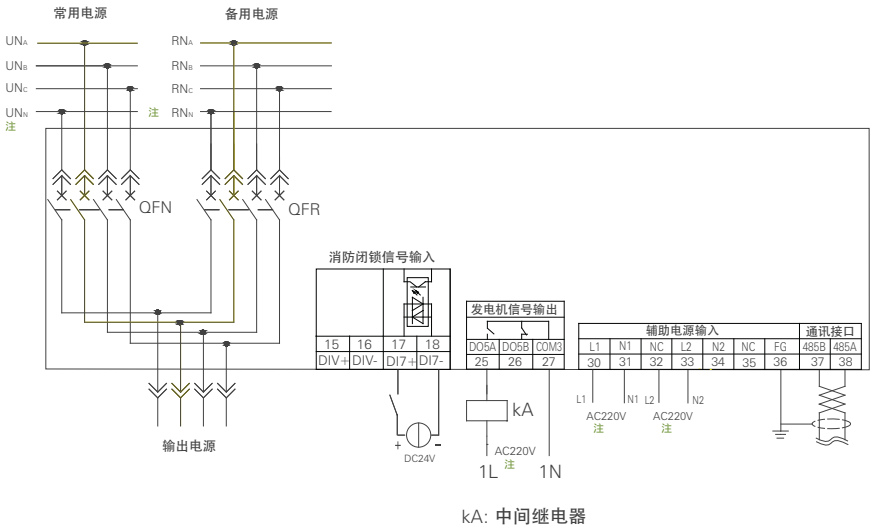 常用电源 备用电源
UNA RNA
UNB RNB
UNC RNC
UNN 注 RNN
注
QFN QFR
消防闭锁信号输入
发电机信号输出
辅助电源输入 通讯接口
15 16 17 18
DIV+ DIV- DI7+ DI7-
DO5A DO5B COM3
25 26 27
L1 N1 NC L2 N2 NC FG 485B 485A
30 31 32 33 34 35 36 37 38
L1 N1 L2 N2
AC220V AC220V
注 注
kA
+ -
DC24V
AC220V
注
1L 1N
输出电源
kA: 中间继电器